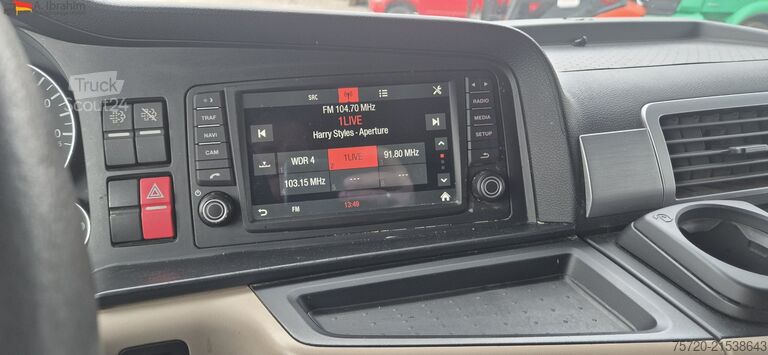 A. Ibrahim
Truck
Scout24
SRC
FM 104.70 MHz
1LIVE
Harry Styles - Aperture
WDR 4
2 1LIVE
91.80 MHz
103.15 MHz
---
---
FM
13:49
TRAF
NAVI
CAM
RADIO
MEDIA
SETUP
75720-21538643